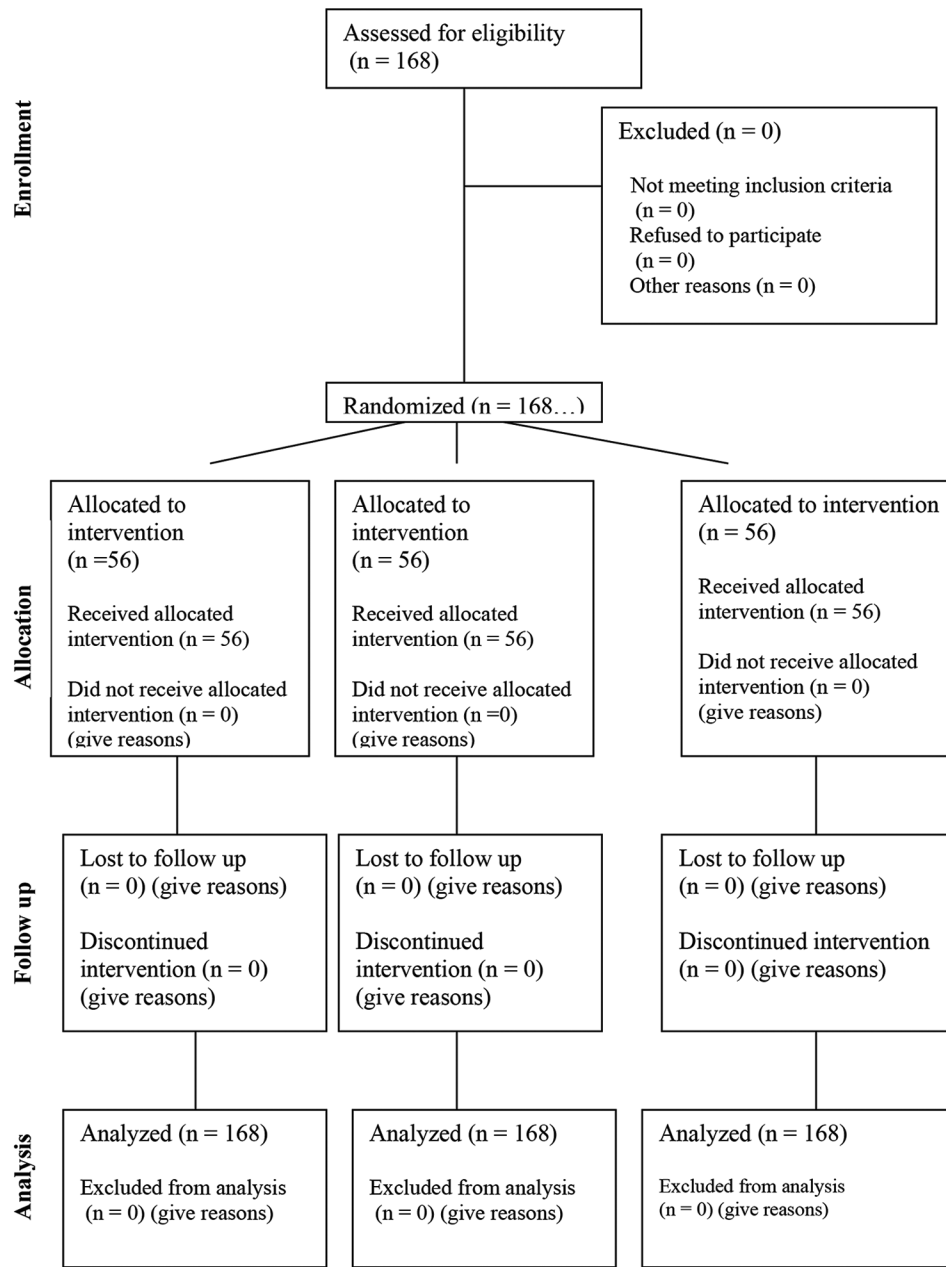 Enrollment
Assessed for eligibility
(n = 168)
Excluded (n = 0)
Not meeting inclusion criteria
(n = 0)
Refused to participate
(n = 0)
Other reasons (n = 0)
Randomized (n = 168…)
Allocation
Allocated to
intervention
(n =56)
Received allocated
intervention (n = 56)
Did not receive allocated
intervention (n = 0)
(give reasons)
Allocated to
intervention
(n = 56)
Received allocated
intervention (n = 56)
Did not receive allocated
intervention (n =0)
(give reasons)
Allocated to intervention
(n = 56)
Received allocated
intervention (n = 56)
Did not receive allocated
intervention (n = 0)
(give reasons)
Follow up
Lost to follow up
(n = 0) (give reasons)
Discontinued
intervention (n = 0)
(give reasons)
Lost to follow up
(n = 0) (give reasons)
Discontinued
intervention (n = 0)
(give reasons)
Lost to follow up
(n = 0) (give reasons)
Discontinued intervention
(n = 0) (give reasons)
Analysis
Analyzed (n = 168)
Excluded from analysis
(n = 0) (give reasons)
Analyzed (n = 168)
Excluded from analysis
(n = 0) (give reasons)
Analyzed (n = 168)
Excluded from analysis
(n = 0) (give reasons)